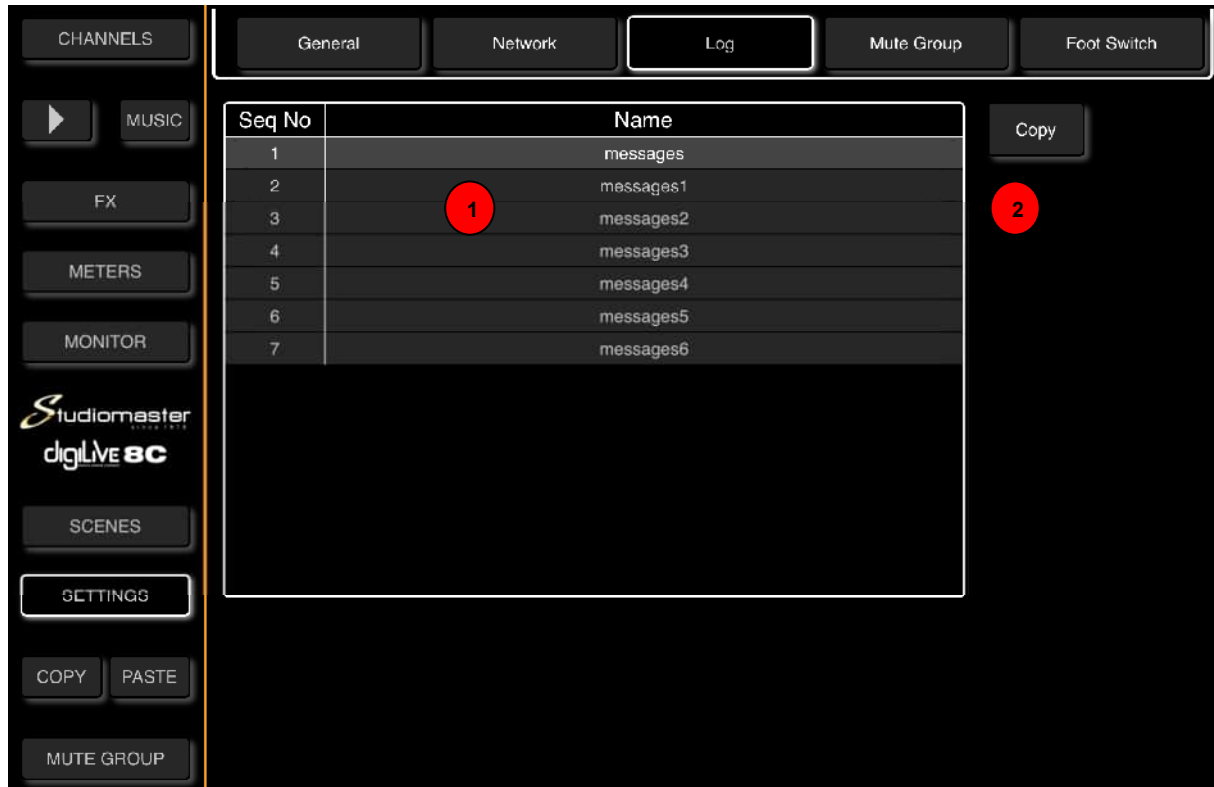 CHANNELS
General Network Log Mute Group Foot Switch
MUSIC
Seq No Name
Copy
1 messages
2 messages1
3 messages2
4 messages3
5 messages4
6 messages5
7 messages6
1
2
FX
METERS
MONITOR
Studiomaster
since 1976
digiLivE 8C
SCENES
SETTINGS
COPY PASTE
MUTE GROUP